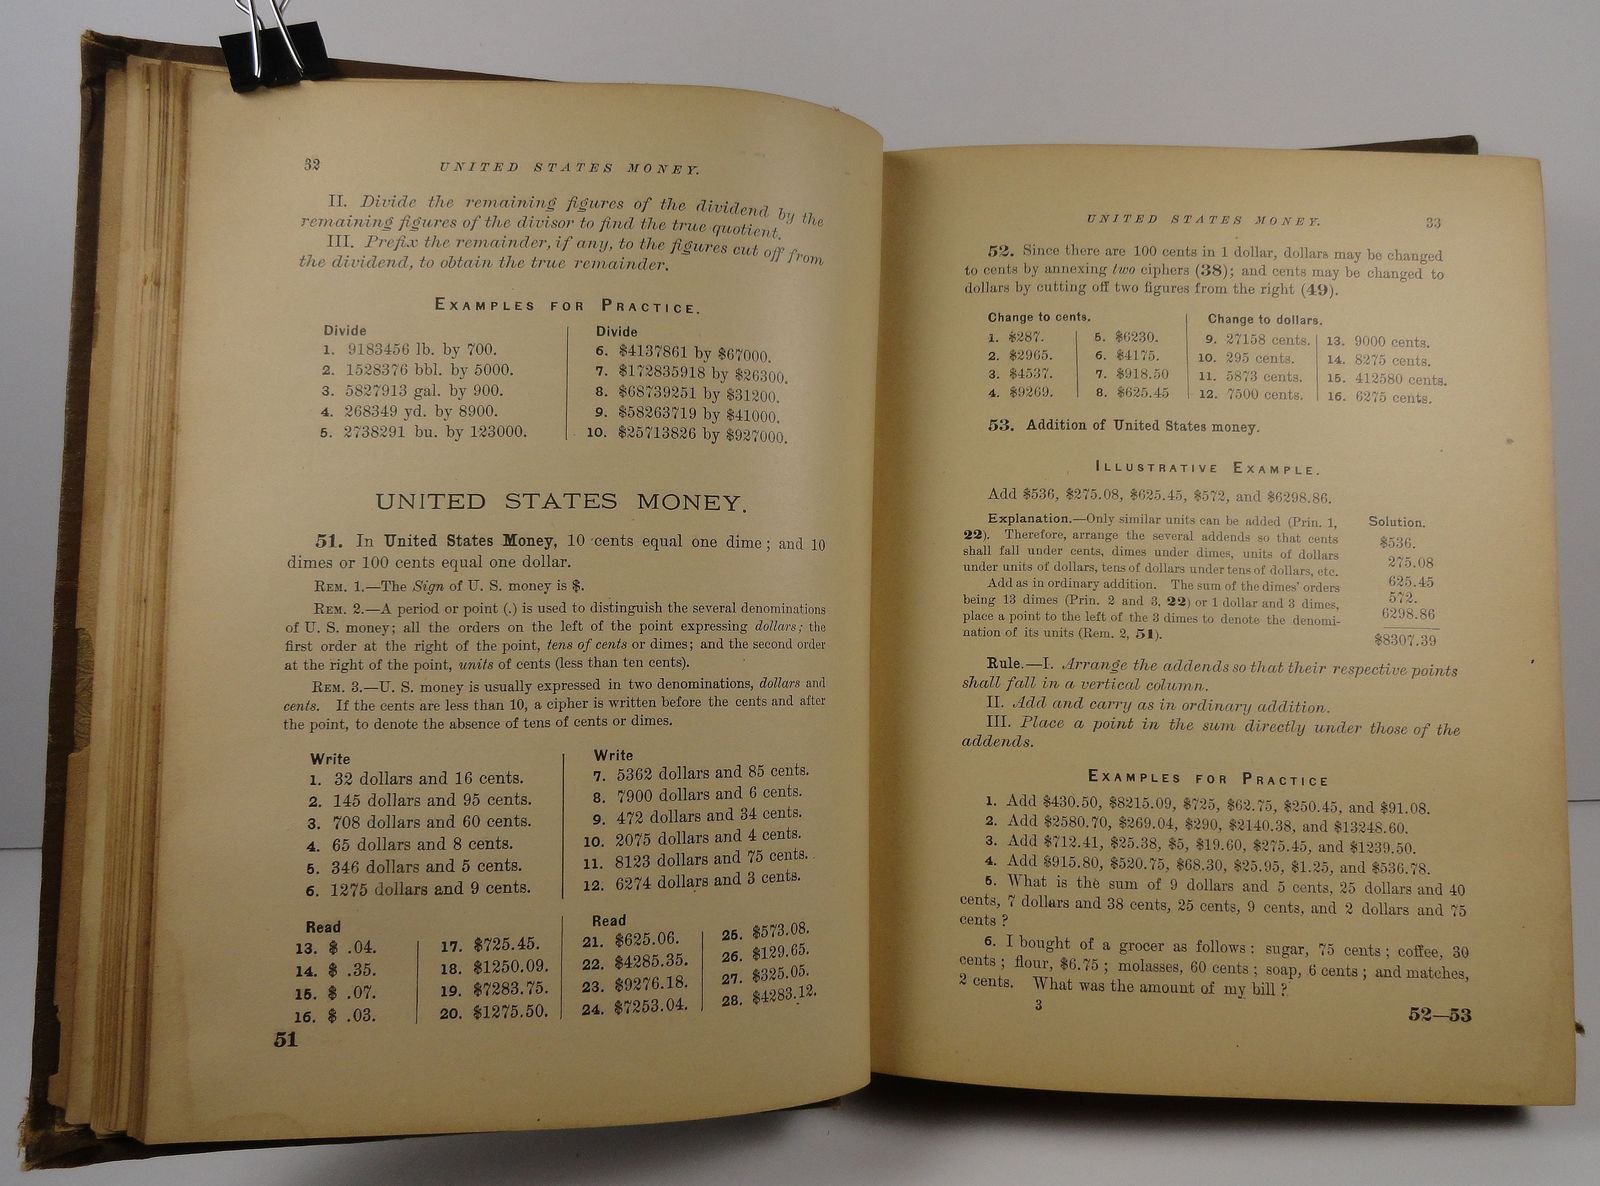 32 UNITED STATES MONEY.
II. Divide the remaining figures of the dividend by the
remaining figures of the divisor to find the true quotient.
III. Prefix the remainder, if any, to the figures cut off from
the dividend, to obtain the true remainder.
EXAMPLES FOR PRACTICE.
Divide
1. 9183456 lb. by 700.
2. 1528376 bbl. by 5000.
3. 5827913 gal. by 900.
4. 268349 yd. by 8900.
5. 2738291 bu. by 123000.
Divide
6. $4137861 by $67000.
7. $172835918 by $26300.
8. $68739251 by $31200.
9. $58263719 by $41000.
10. $25713826 by $927000.
UNITED STATES MONEY.
51. In United States Money, 10 cents equal one dime; and 10
dimes or 100 cents equal one dollar.
REM. 1.—The Sign of U. S. money is $.
REM. 2.—A period or point (.) is used to distinguish the several denominations
of U. S. money; all the orders on the left of the point expressing dollars; the
first order at the right of the point, tens of cents or dimes; and the second order
at the right of the point, units of cents (less than ten cents).
REM. 3.—U. S. money is usually expressed in two denominations, dollars and
cents. If the cents are less than 10, a cipher is written before the cents and after
the point, to denote the absence of tens of cents or dimes.
Write
1. 32 dollars and 16 cents.
2. 145 dollars and 95 cents.
3. 708 dollars and 60 cents.
4. 65 dollars and 8 cents.
5. 346 dollars and 5 cents.
6. 1275 dollars and 9 cents.
Write
7. 5362 dollars and 85 cents.
8. 7900 dollars and 6 cents.
9. 472 dollars and 34 cents.
10. 2075 dollars and 4 cents.
11. 8123 dollars and 75 cents.
12. 6274 dollars and 3 cents.
Read
13. $ .04.
14. $ .35.
15. $ .07.
16. $ .03.
17. $725.45.
18. $1250.09.
19. $7283.75.
20. $1275.50.
Read
21. $625.06.
22. $4285.35.
23. $9276.18.
24. $7253.04.
25. $573.08.
26. $129.65.
27. $325.05.
28. $4283.12.
51
UNITED STATES MONEY. 33
52. Since there are 100 cents in 1 dollar, dollars may be changed
to cents by annexing two ciphers (38); and cents may be changed to
dollars by cutting off two figures from the right (49).
Change to cents.
1. $287.
2. $2965.
3. $4537.
4. $9269.
5. $6230.
6. $4175.
7. $918.50
8. $625.45
Change to dollars.
9. 27158 cents.
10. 295 cents.
11. 5873 cents.
12. 7500 cents.
13. 9000 cents.
14. 8275 cents.
15. 412580 cents.
16. 6275 cents.
53. Addition of United States money.
ILLUSTRATIVE EXAMPLE.
Add $536, $275.08, $625.45, $572, and $6298.86.
Explanation.—Only similar units can be added (Prin. 1,
22). Therefore, arrange the several addends so that cents
shall fall under cents, dimes under dimes, units of dollars
under units of dollars, tens of dollars under tens of dollars, etc.
Add as in ordinary addition. The sum of the dimes' orders
being 13 dimes (Prin. 2 and 3, 22) or 1 dollar and 3 dimes,
place a point to the left of the 3 dimes to denote the denomi-
nation of its units (Rem. 2, 51).
Solution.
$536.
275.08
625.45
572.
6298.86
$8307.39
Rule.—I. Arrange the addends so that their respective points
shall fall in a vertical column.
II. Add and carry as in ordinary addition.
III. Place a point in the sum directly under those of the
addends.
EXAMPLES FOR PRACTICE
1. Add $430.50, $8215.09, $725, $62.75, $250.45, and $91.08.
2. Add $2580.70, $269.04, $290, $2140.38, and $13248.60.
3. Add $712.41, $25.38, $5, $19.60, $275.45, and $1239.50.
4. Add $915.80, $520.75, $68.30, $25.95, $1.25, and $536.78.
5. What is the sum of 9 dollars and 5 cents, 25 dollars and 40
cents, 7 dollars and 38 cents, 25 cents, 9 cents, and 2 dollars and 75
cents?
6. I bought of a grocer as follows: sugar, 75 cents; coffee, 30
cents; flour, $6.75; molasses, 60 cents; soap, 6 cents; and matches,
2 cents. What was the amount of my bill?
3
52—53